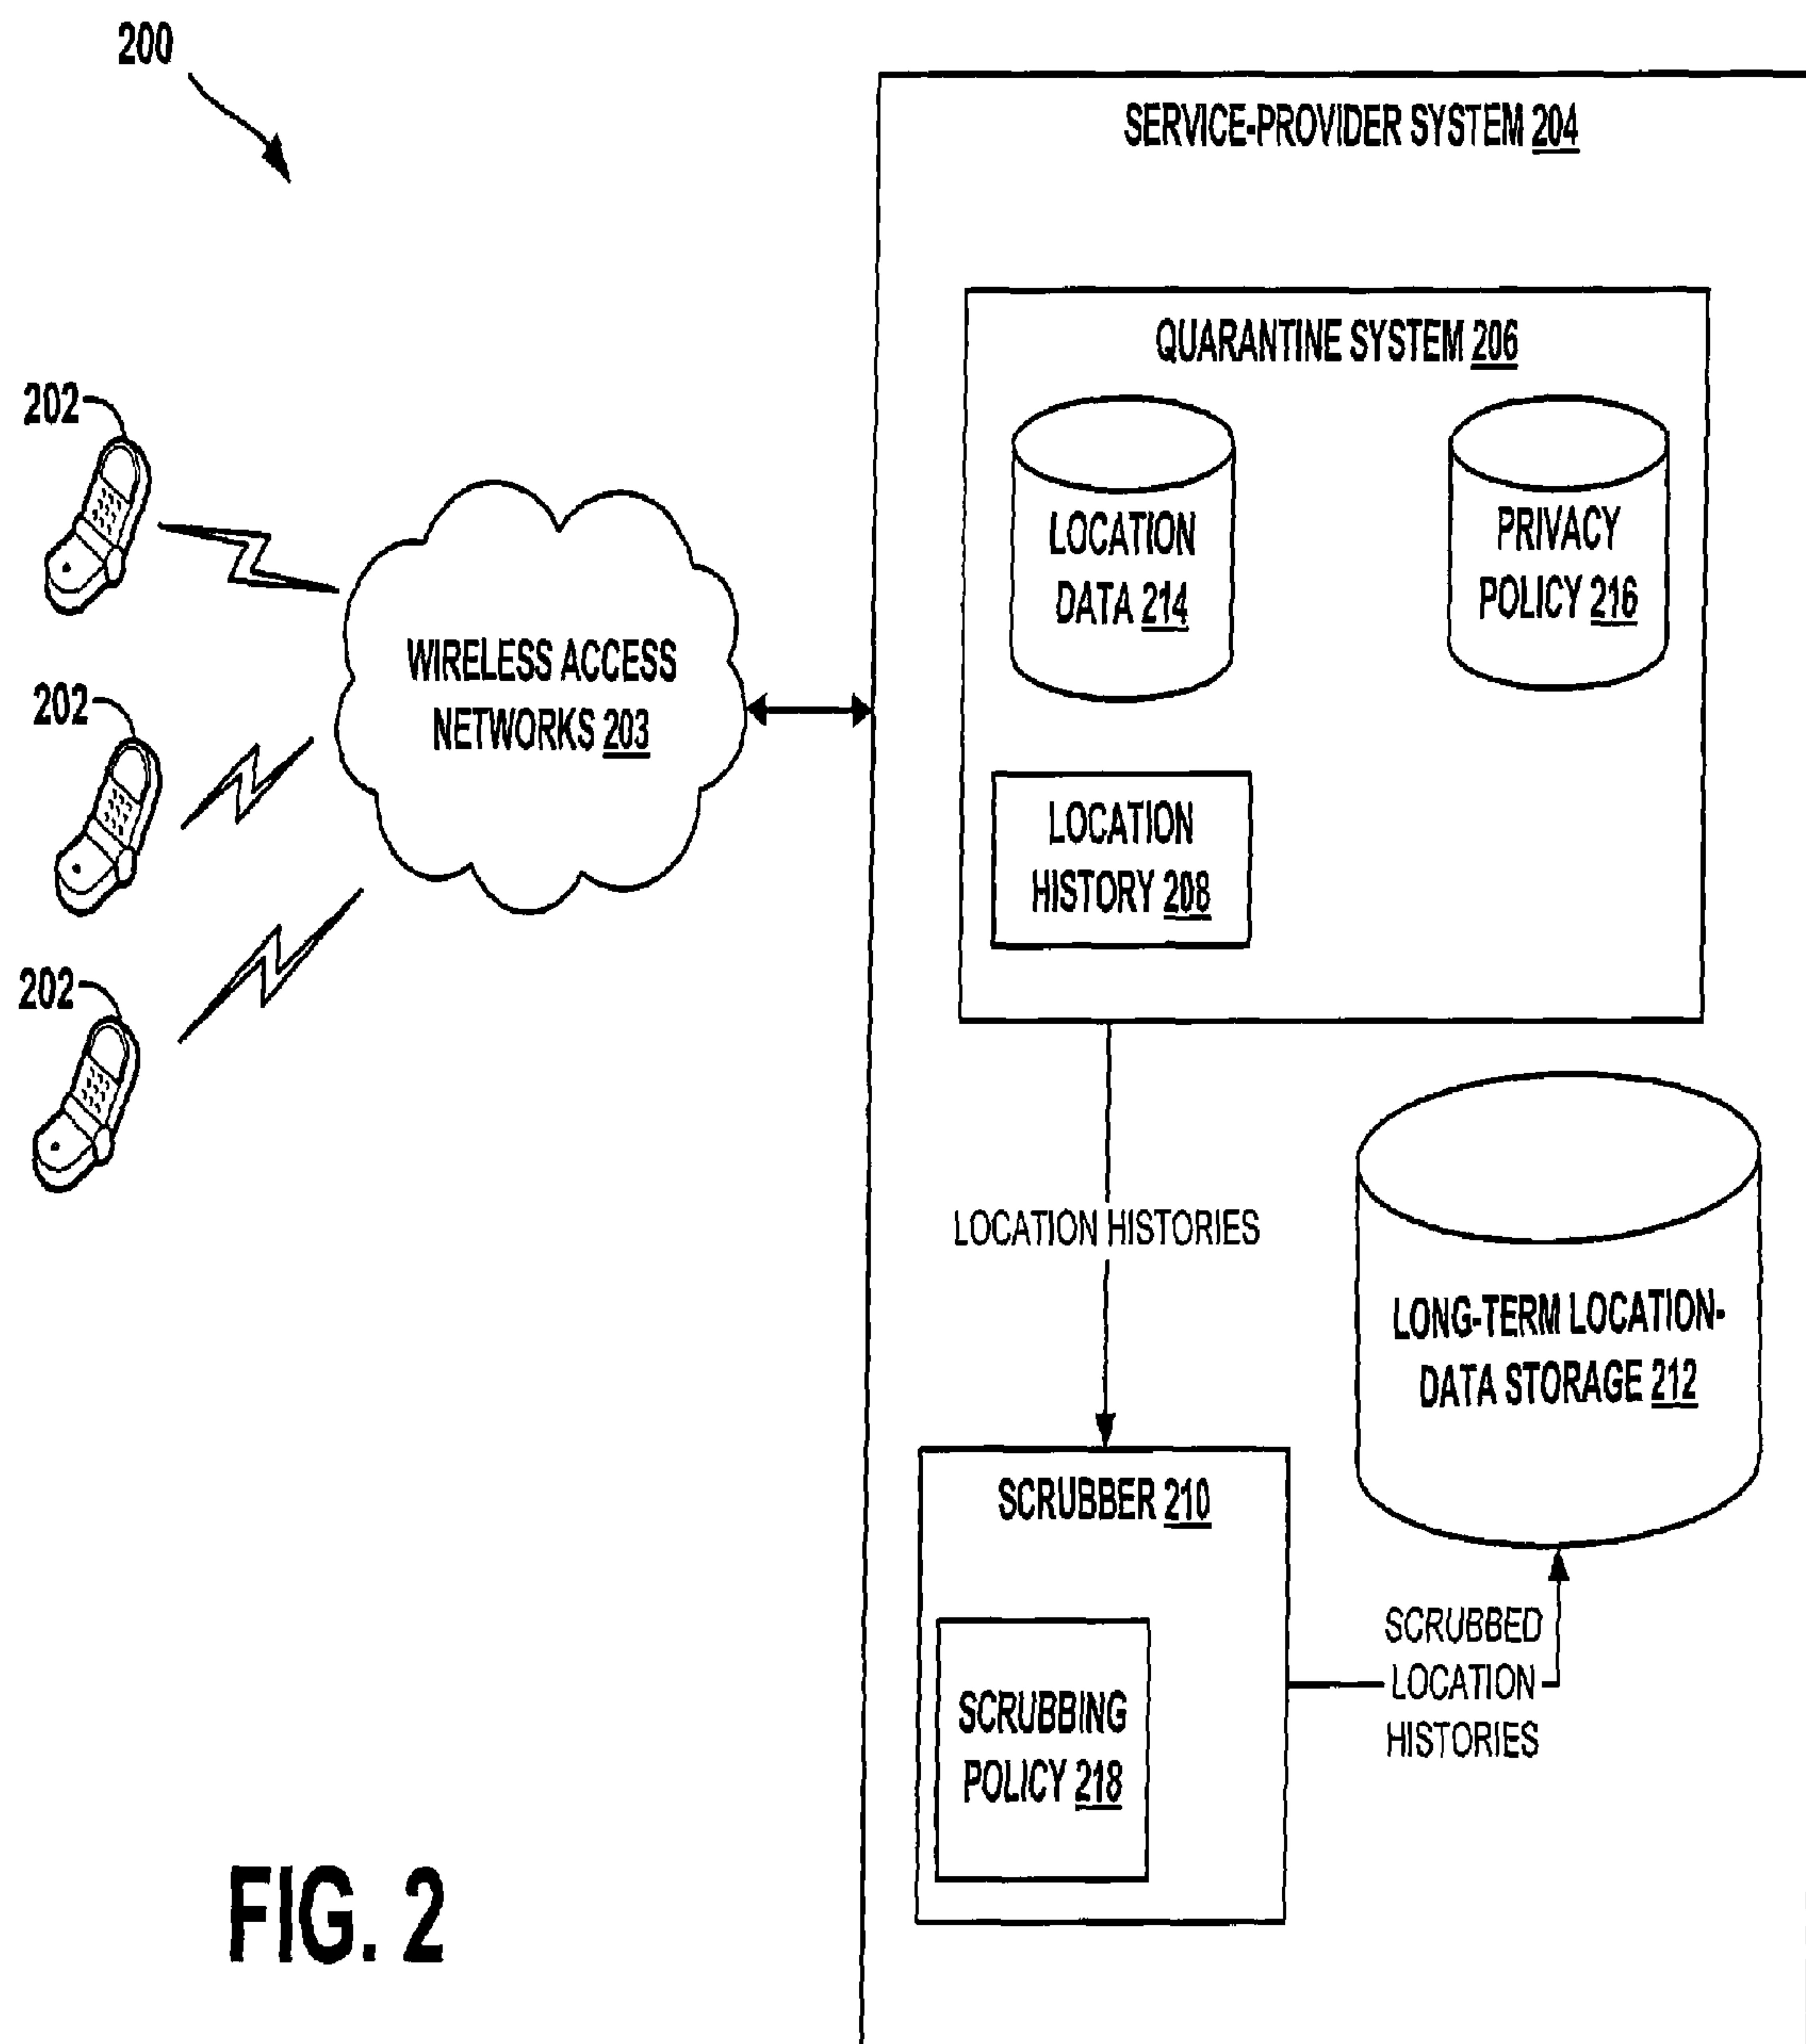 200
SERVICE-PROVIDER SYSTEM 204
QUARANTINE SYSTEM 206
LOCATION
DATA 214
PRIVACY
POLICY 216
LOCATION
HISTORY 208
202
202
202
WIRELESS ACCESS
NETWORKS 203
LOCATION HISTORIES
LONG-TERM LOCATION-
DATA STORAGE 212
SCRUBBER 210
SCRUBBING
POLICY 218
SCRUBBED
LOCATION
HISTORIES
FIG. 2